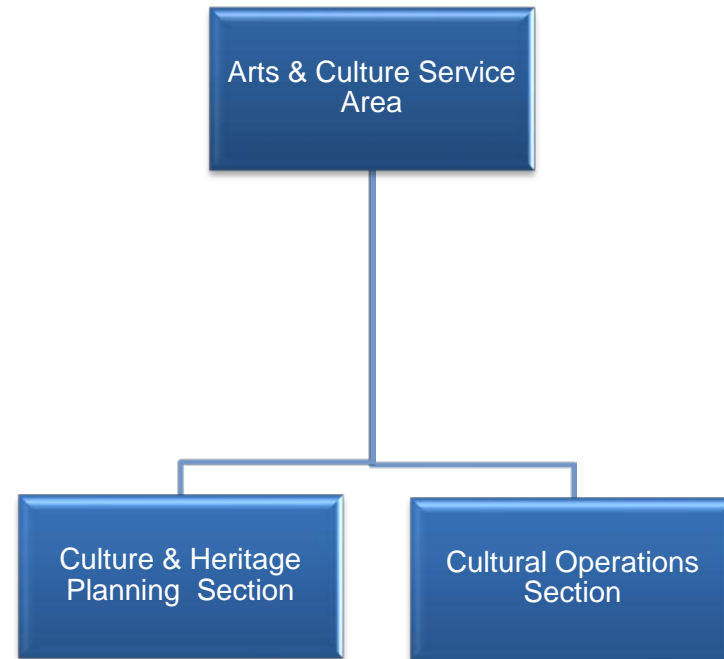 Arts & Culture Service
Area
Culture & Heritage
Planning Section
Cultural Operations
Section